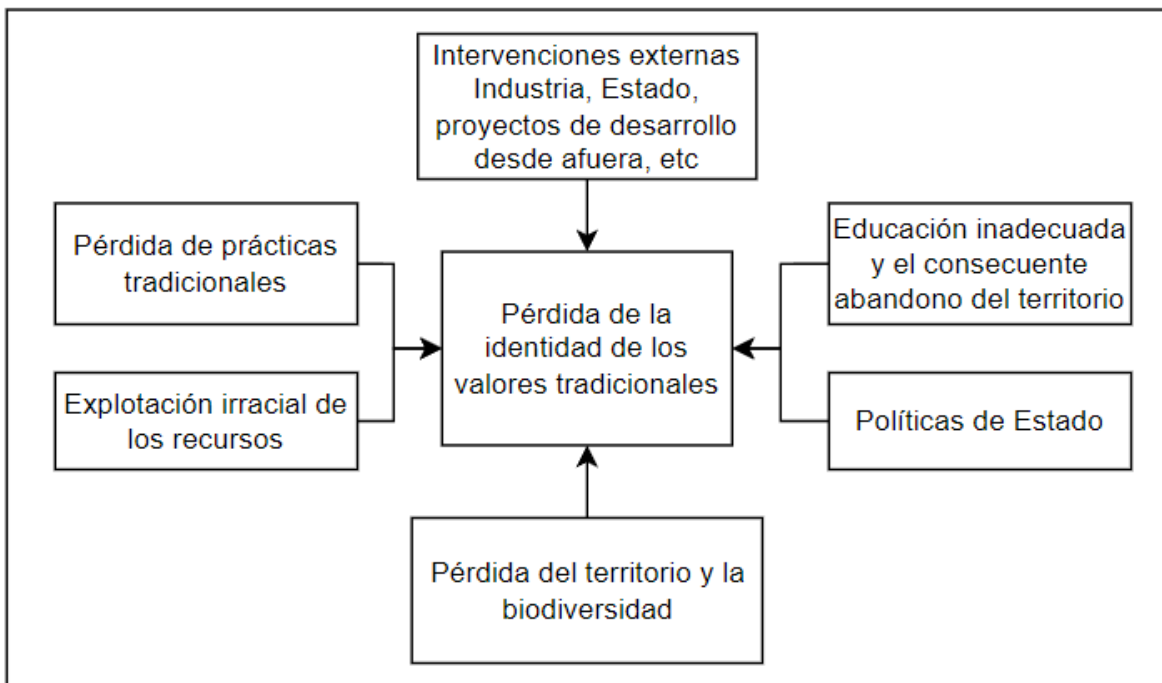 Intervenciones externas
Industria, Estado,
proyectos de desarrollo
desde afuera, etc
Pérdida de prácticas
tradicionales
Educación inadecuada
y el consecuente
abandono del territorio
Pérdida de la
identidad de los
valores tradicionales
Explotación irracial de
los recursos
Políticas de Estado
Pérdida del territorio y la
biodiversidad